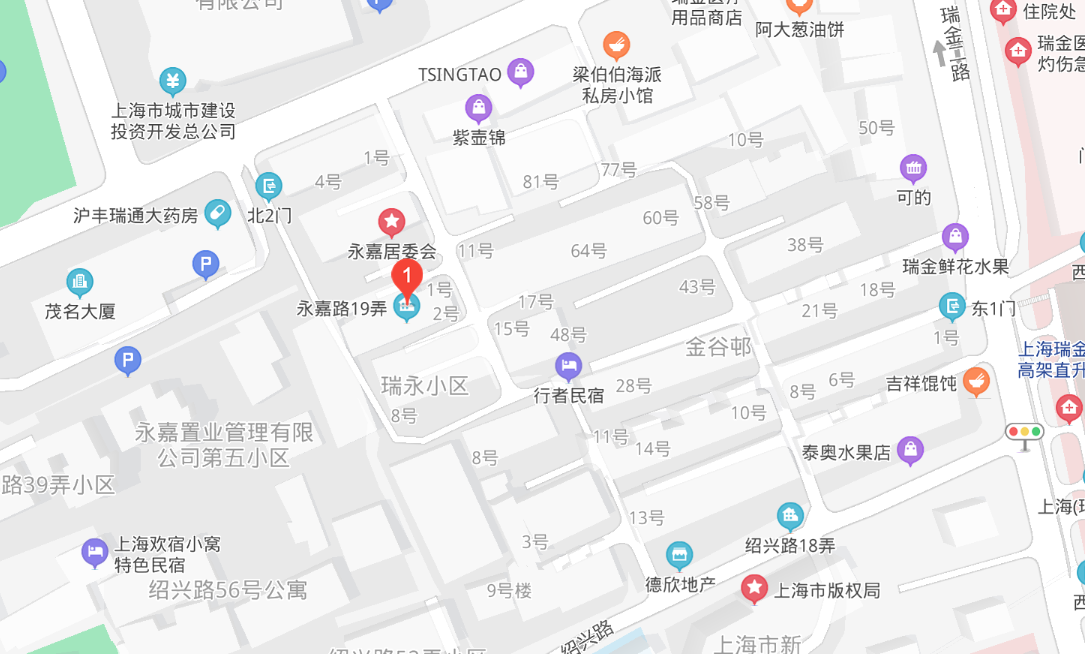 有限公司
用品商店
阿大葱油饼
瑞金二路
住院处
TSINGTAO
梁伯伯海派
私房小馆
上海市城市建设
投资开发总公司
紫壶锦
1号
10号
50号
4号
81号
77号
可的
沪丰瑞通大药房
北2门
58号
60号
永嘉居委会
11号
64号
38号
瑞金鲜花水果
茂名大厦
P
1
永嘉路19弄
1号
2号
17号
43号
18号
21号
东1门
15号
48号
金谷邨
1号
上海瑞金
高架直升
P
瑞永小区
行者民宿
28号
8号
6号
吉祥馄饨
8号
10号
永嘉置业管理有限
公司第五小区
11号
14号
泰奥水果店
8号
路39弄小区
13号
上海(瑞
绍兴路18弄
上海欢宿小窝
特色民宿
3号
德欣地产
绍兴路56号公寓
9号楼
上海市版权局
绍兴路
上海市新